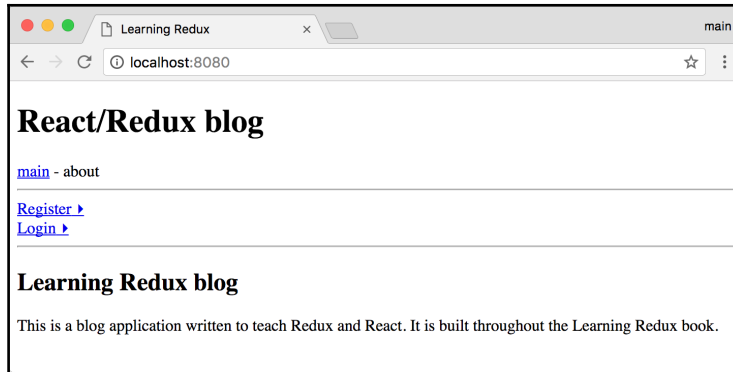 Learning Redux
main
localhost:8080
React/Redux blog
main - about
Register
Login
Learning Redux blog
This is a blog application written to teach Redux and React. It is built throughout the Learning Redux book.